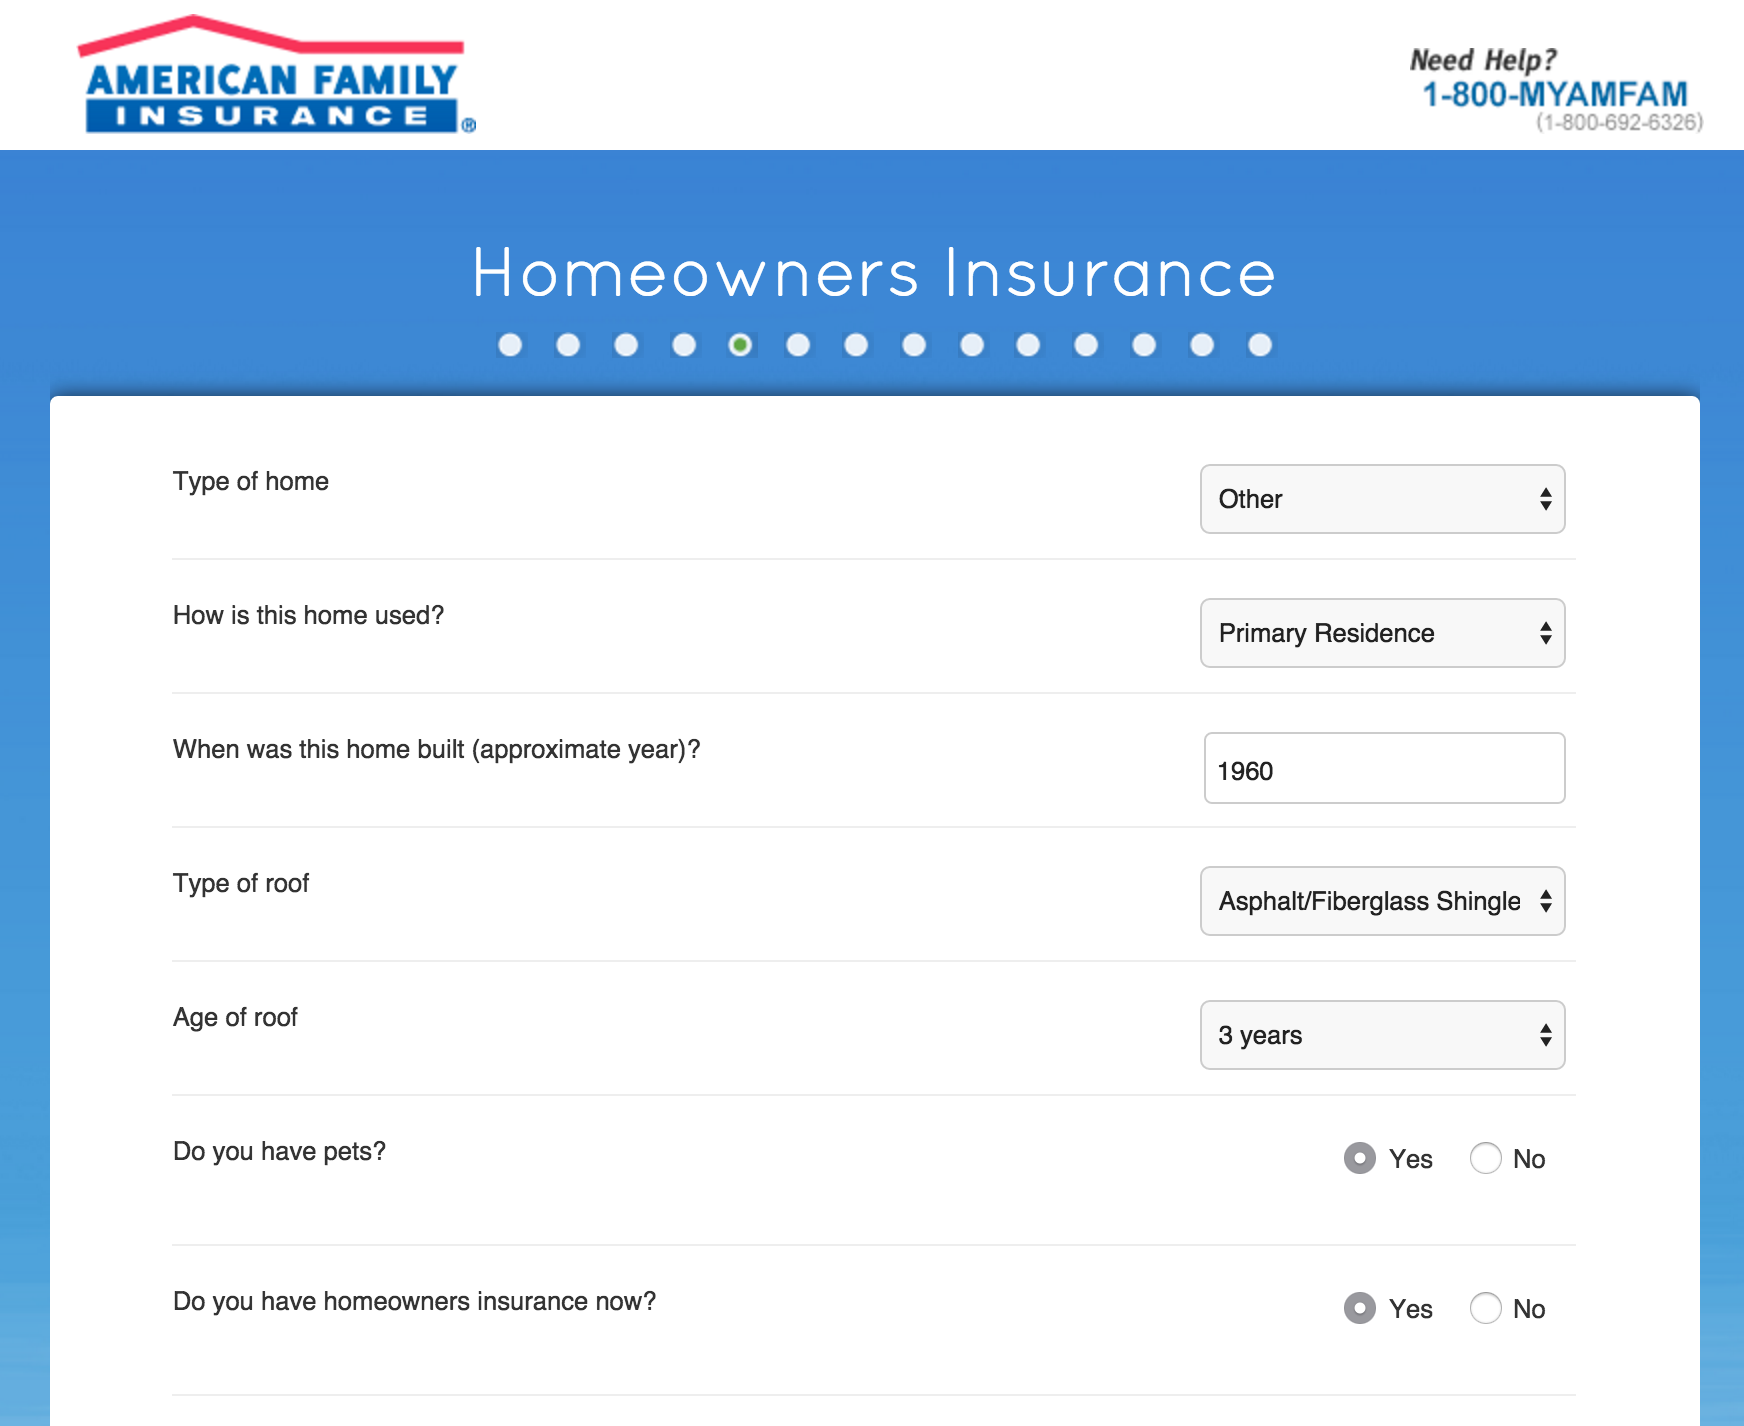 AMERICAN FAMILY
INSURANCE®
Need Help?
1-800-MYAMFAM
(1-800-692-6326)
Homeowners Insurance
Type of home
Other
How is this home used?
Primary Residence
When was this home built (approximate year)?
1960
Type of roof
Asphalt/Fiberglass Shingle
Age of roof
3 years
Do you have pets?
Yes No
Do you have homeowners insurance now?
Yes No